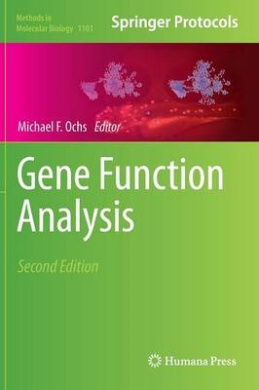 Methods in
Molecular Biology 1101
Springer Protocols
Michael F. Ochs Editor
Gene Function
Analysis
Second Edition
Humana Press